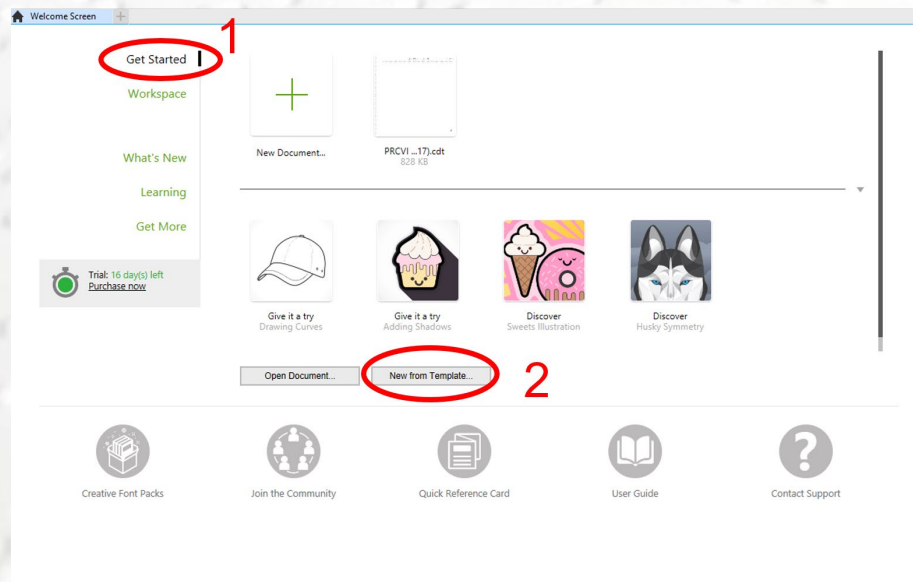 Welcome Screen
1
Get Started
Workspace
What's New
Learning
Get More
Trial: 16 day(s) left
Purchase now
New Document...
PRCVI ...17).cdt
828 KB
Give it a try
Drawing Curves
Give it a try
Adding Shadows
Discover
Sweets Illustration
Discover
Husky Symmetry
Open Document...
New from Template...
2
Creative Font Packs
Join the Community
Quick Reference Card
User Guide
Contact Support